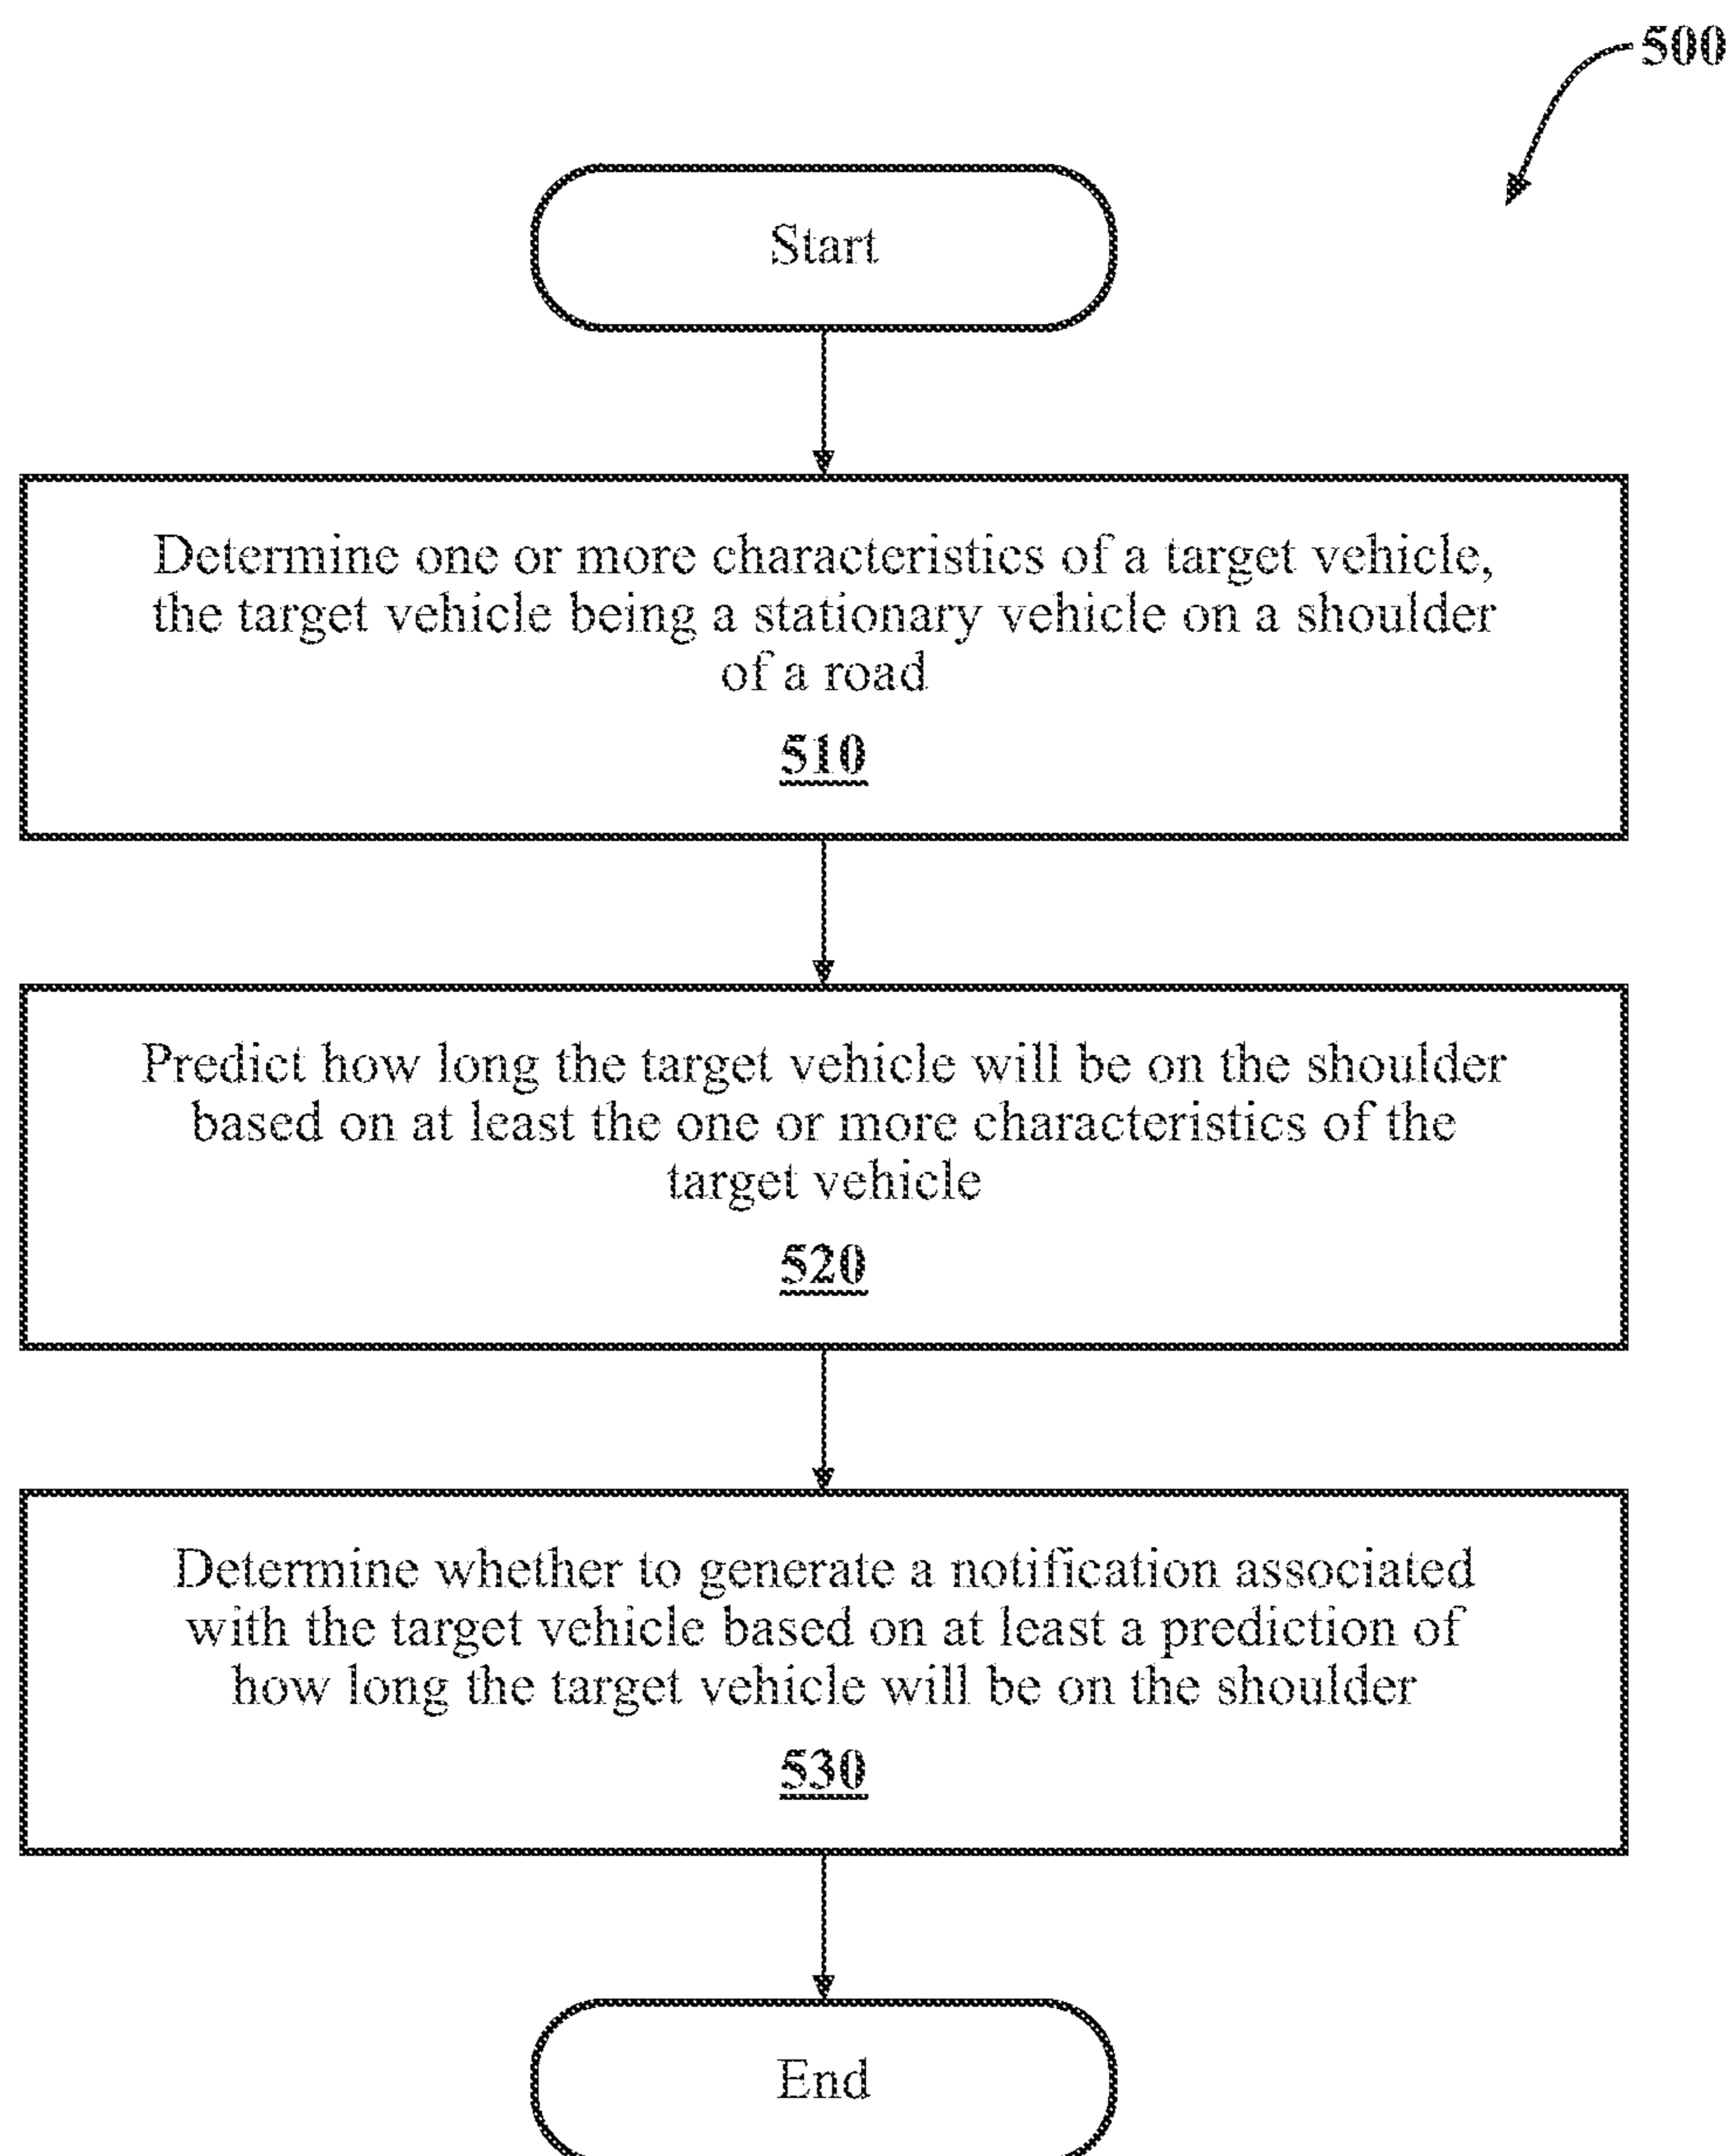 500
Start
Determine one or more characteristics of a target vehicle,
the target vehicle being a stationary vehicle on a shoulder
of a road
510
Predict how long the target vehicle will be on the shoulder
based on at least the one or more characteristics of the
target vehicle
520
Determine whether to generate a notification associated
with the target vehicle based on at least a prediction of
how long the target vehicle will be on the shoulder
530
End